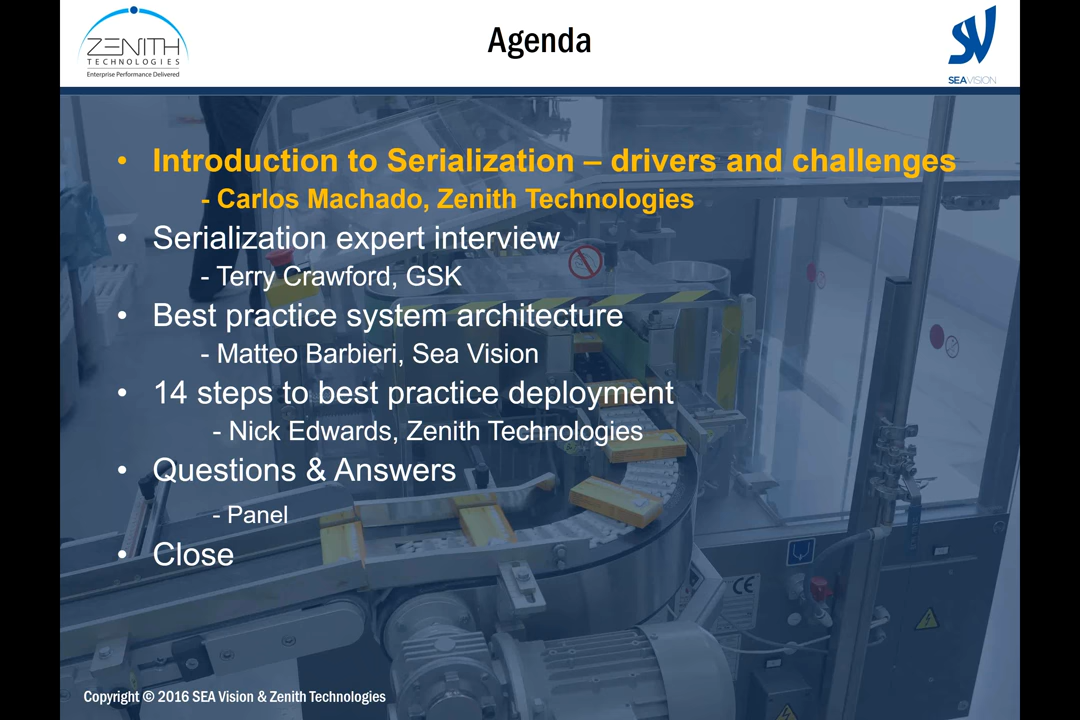 ZENITH
TECHNOLOGIES
Enterprise Performance Delivered
Agenda
SV
SEAVISION
• Introduction to Serialization – drivers and challenges
- Carlos Machado, Zenith Technologies
• Serialization expert interview
- Terry Crawford, GSK
• Best practice system architecture
- Matteo Barbieri, Sea Vision
• 14 steps to best practice deployment
- Nick Edwards, Zenith Technologies
• Questions & Answers
- Panel
• Close
CE
Copyright © 2016 SEA Vision & Zenith Technologies